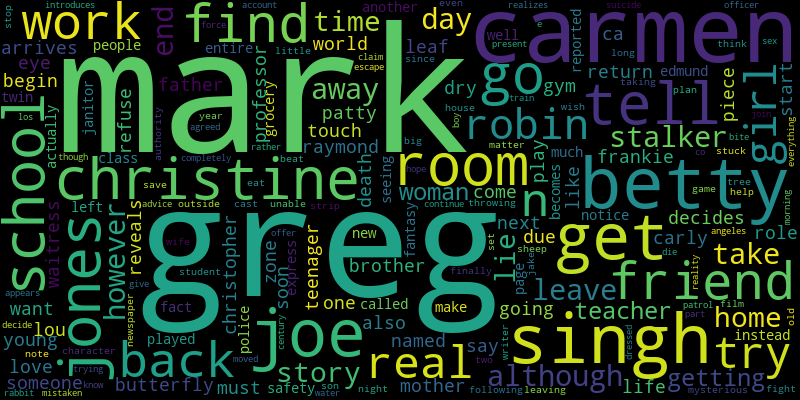 introduces account another even realizes suicide officer
stop work end find time day carmen
arrives people world leaf well e present long think sex
eye entire little ca reported
begin father professor claim escape since go return edmund taking plan
twin mark away dry gym tell piece girl start
janitor refuse grocery patty house train wish robin
los actually authority year agreed touch boy matter stalker join bite everything
school though class completely rather beat raymond big play much frankie stuck
christine death seeing room becomes like betty co
save eat woman come n notice game tree help morning
waitress left advice outside cast unable strip hope continue throwing next decides
jones however reveals greg new fantasy lie due carly role
wife offer zone brother set sheep page jake get die take
student christopher express teenager finally friend reality angeles
appears give son one called going leave teacher home
want fact make writer patrol film
decide young lou newspaper played joe century police also named say singh part instead old
note character back moved story real two dressed try
love trying must safety son mother although getting
someone know butterfly night life mysterious fight
rabbit mistaken water following leaving